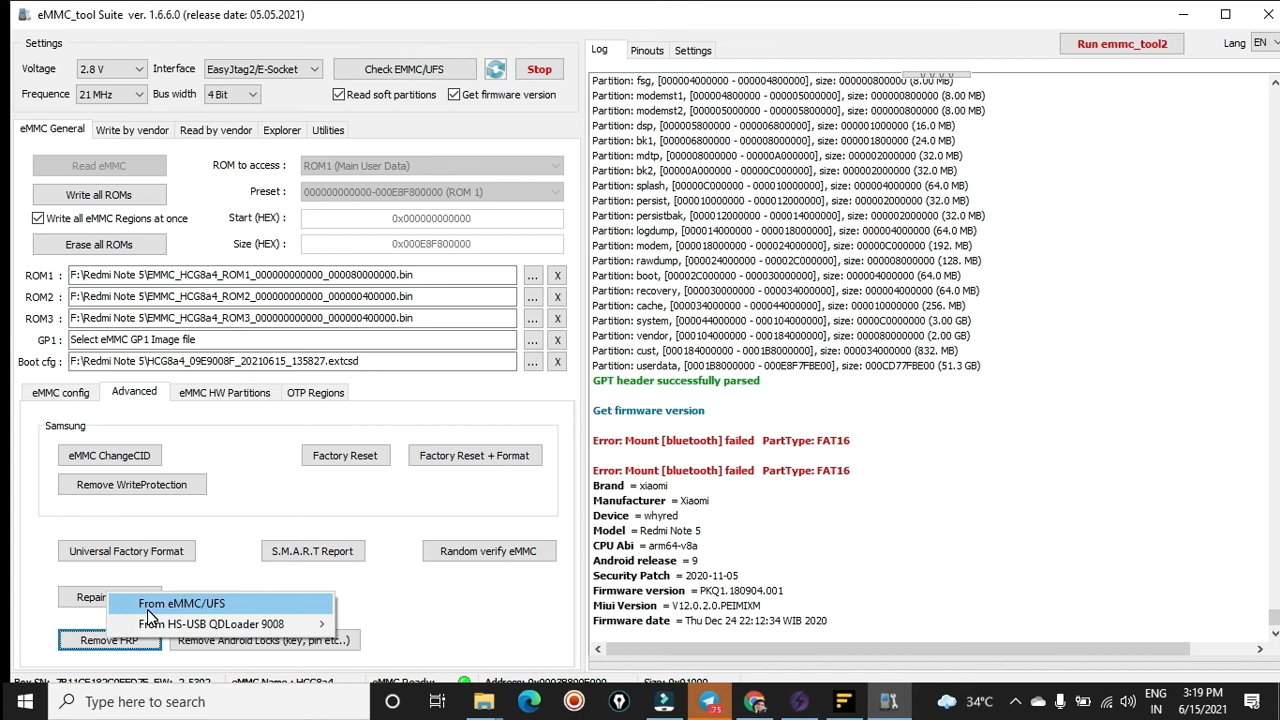 eMMC_tool Suite ver. 1.6.6.0 (release date: 05.05.2021)
Settings
Voltage 2.8 V Interface EasyJtag2/E-Socket Check EMMC/UFS Stop
Frequency 21 MHz Bus width 4 Bit Read soft partitions Get firmware version
eMMC General Write by vendor Read by vendor Explorer Utilities
Read eMMC ROM to access : ROM1 (Main User Data)
Write all ROMs Preset : 000000000000-000E8F800000 (ROM 1)
Write all eMMC Regions at once Start (HEX) : 0x000000000000
Erase all ROMs Size (HEX) : 0x000E8F800000
ROM1 : F:\Redmi Note 5\EMMC_HCG8a4_ROM1_000000000000_000080000000.bin ... X
ROM2 : F:\Redmi Note 5\EMMC_HCG8a4_ROM2_000000000000_000000400000.bin ... X
ROM3 : F:\Redmi Note 5\EMMC_HCG8a4_ROM3_000000000000_000000400000.bin ... X
GP1 : Select eMMC GP1 Image file ... X
Boot cfg : F:\Redmi Note 5\HCG8a4_09E9008F_20210615_135827.extcsd ... X
eMMC config Advanced eMMC HW Partitions OTP Regions
Samsung
eMMC ChangeCID Factory Reset Factory Reset + Format
Remove WriteProtection
Universal Factory Format S.M.A.R.T Report Random verify eMMC
Repair
From eMMC/UFS
From HS-USB QDLoader 9008
Remove FRP Remove Android Locks (key, pin etc..)
eMMC Name : HCG8a4 eMMC Ready:
Log Pinouts Settings Run emmc_tool2 Lang EN
Partition: fsg, [000004000000 - 000004800000], size: 000000800000 (8.00 MB)
Partition: modemst1, [000004800000 - 000005000000], size: 000000800000 (8.00 MB)
Partition: modemst2, [000005000000 - 000005800000], size: 000000800000 (8.00 MB)
Partition: dsp, [000005800000 - 000006800000], size: 000001000000 (16.0 MB)
Partition: bk1, [000006800000 - 000008000000], size: 000001800000 (24.0 MB)
Partition: mdtp, [000008000000 - 00000A000000], size: 000002000000 (32.0 MB)
Partition: bk2, [00000A000000 - 00000C000000], size: 000002000000 (32.0 MB)
Partition: splash, [00000C000000 - 000010000000], size: 000004000000 (64.0 MB)
Partition: persist, [000010000000 - 000012000000], size: 000002000000 (32.0 MB)
Partition: persistbak, [000012000000 - 000014000000], size: 000002000000 (32.0 MB)
Partition: logdump, [000014000000 - 000018000000], size: 000004000000 (64.0 MB)
Partition: modem, [000018000000 - 000024000000], size: 00000C000000 (192. MB)
Partition: rawdump, [000024000000 - 00002C000000], size: 000008000000 (128. MB)
Partition: boot, [00002C000000 - 000030000000], size: 000004000000 (64.0 MB)
Partition: recovery, [000030000000 - 000034000000], size: 000004000000 (64.0 MB)
Partition: cache, [000034000000 - 000044000000], size: 000010000000 (256. MB)
Partition: system, [000044000000 - 000104000000], size: 0000C0000000 (3.00 GB)
Partition: vendor, [000104000000 - 000184000000], size: 000080000000 (2.00 GB)
Partition: cust, [000184000000 - 0001B8000000], size: 000034000000 (832. MB)
Partition: userdata, [0001B8000000 - 000E8F7FBE00], size: 000CD77FBE00 (51.3 GB)
GPT header successfully parsed
Get firmware version
Error: Mount [bluetooth] failed PartType: FAT16
Error: Mount [bluetooth] failed PartType: FAT16
Brand = xiaomi
Manufacturer = Xiaomi
Device = whyred
Model = Redmi Note 5
CPU Abi = arm64-v8a
Android release = 9
Security Patch = 2020-11-05
Firmware version = PKQ1.180904.001
Miui Version = V12.0.2.0.PEIMIXM
Firmware date = Thu Dec 24 22:12:34 WIB 2020
Type here to search
75
34°C
ENG
IN
3:19 PM
6/15/2021